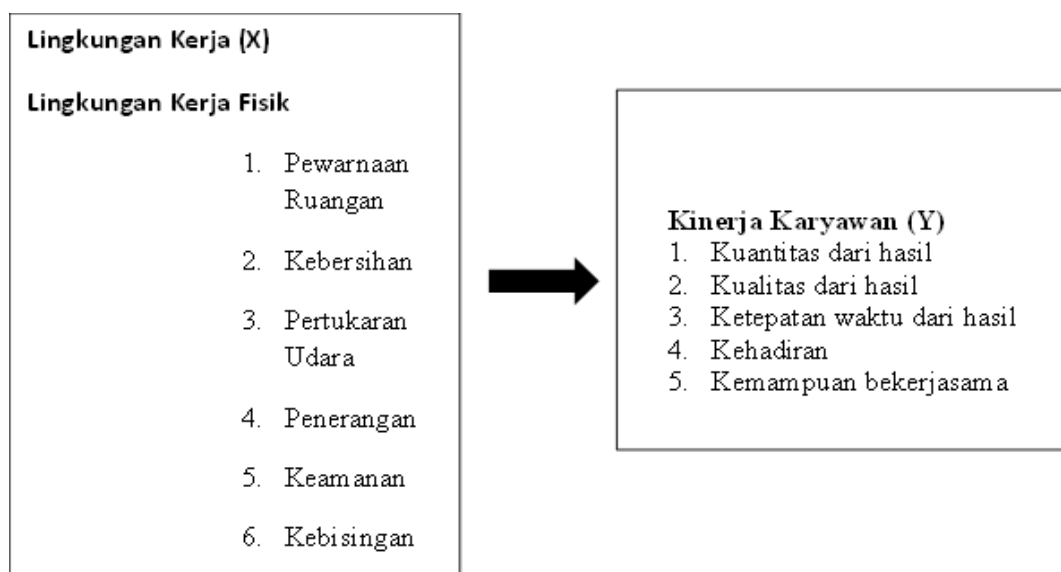 Lingkungan Kerja (X)
Lingkungan Kerja Fisik
1. Pewarnaan
Ruangan
2. Kebersihan
3. Pertukaran
Udara
4. Penerangan
5. Keamanan
6. Kebisingan
Kinerja Karyawan (Y)
1. Kuantitas dari hasil
2. Kualitas dari hasil
3. Ketepatan waktu dari hasil
4. Kehadiran
5. Kemampuan bekerjasama